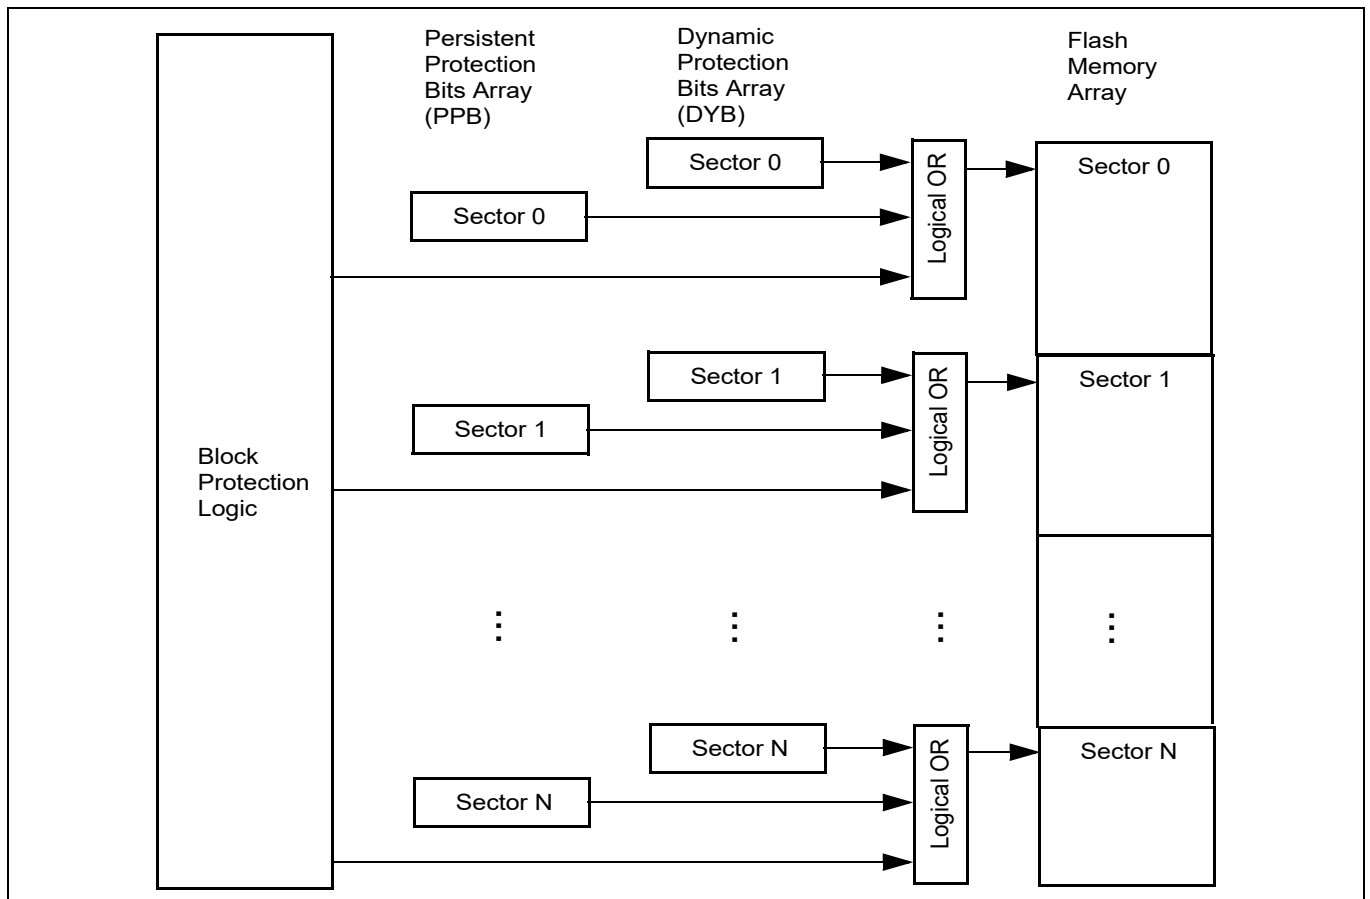 Persistent
Protection
Bits Array
(PPB)
Dynamic
Protection
Bits Array
(DYB)
Flash
Memory
Array
Sector 0
Sector 0
Logical OR
Sector 0
Sector 1
Sector 1
Logical OR
Sector 1
Block
Protection
Logic
Sector N
Sector N
Logical OR
Sector N